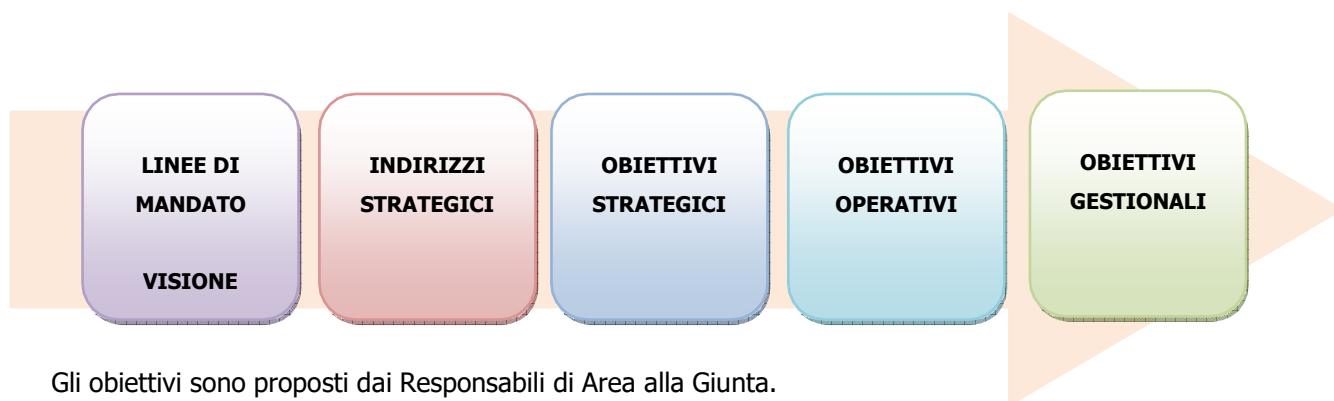 LINEE DI
MANDATO
VISIONE
INDIRIZZI
STRATEGICI
OBIETTIVI
STRATEGICI
OBIETTIVI
OPERATIVI
OBIETTIVI
GESTIONALI
Gli obiettivi sono proposti dai Responsabili di Area alla Giunta.